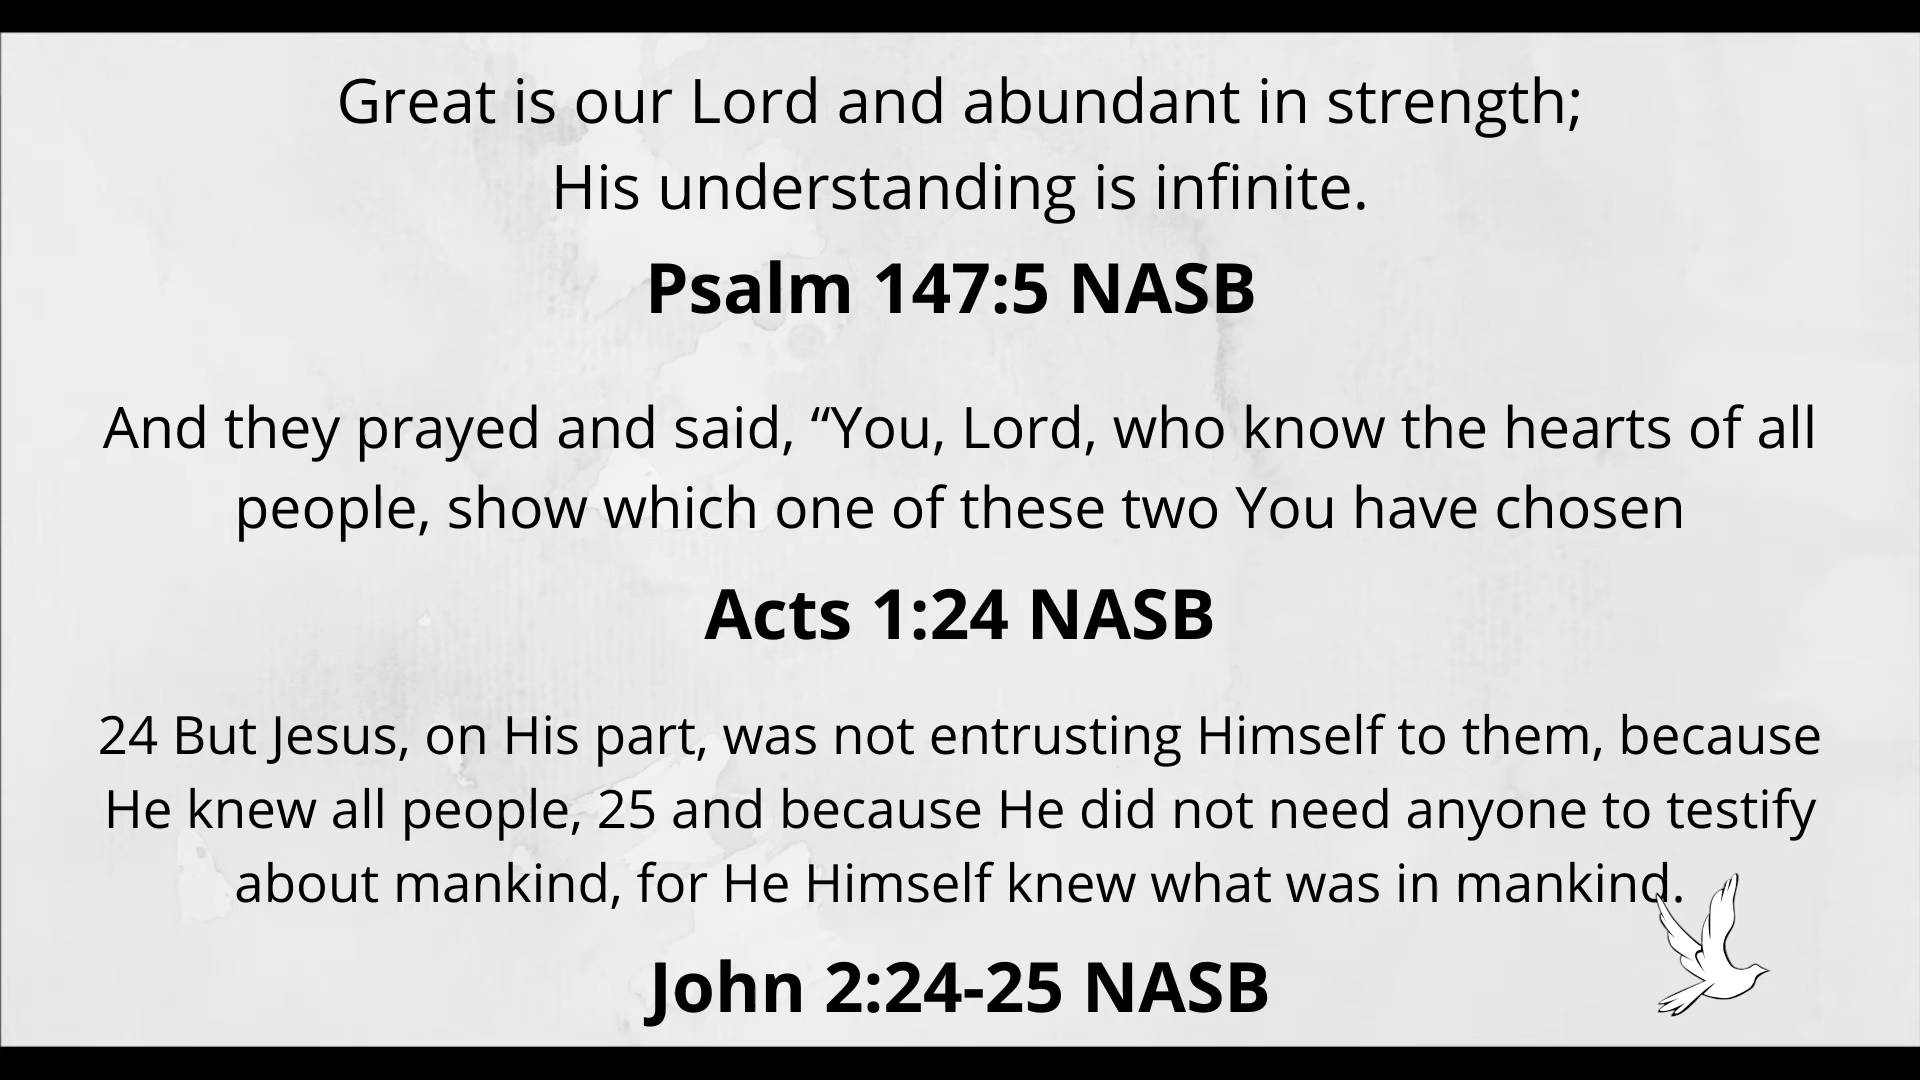 Great is our Lord and abundant in strength;
His understanding is infinite.
Psalm 147:5 NASB
And they prayed and said, “You, Lord, who know the hearts of all
people, show which one of these two You have chosen
Acts 1:24 NASB
24 But Jesus, on His part, was not entrusting Himself to them, because
He knew all people, 25 and because He did not need anyone to testify
about mankind, for He Himself knew what was in mankind.
John 2:24-25 NASB